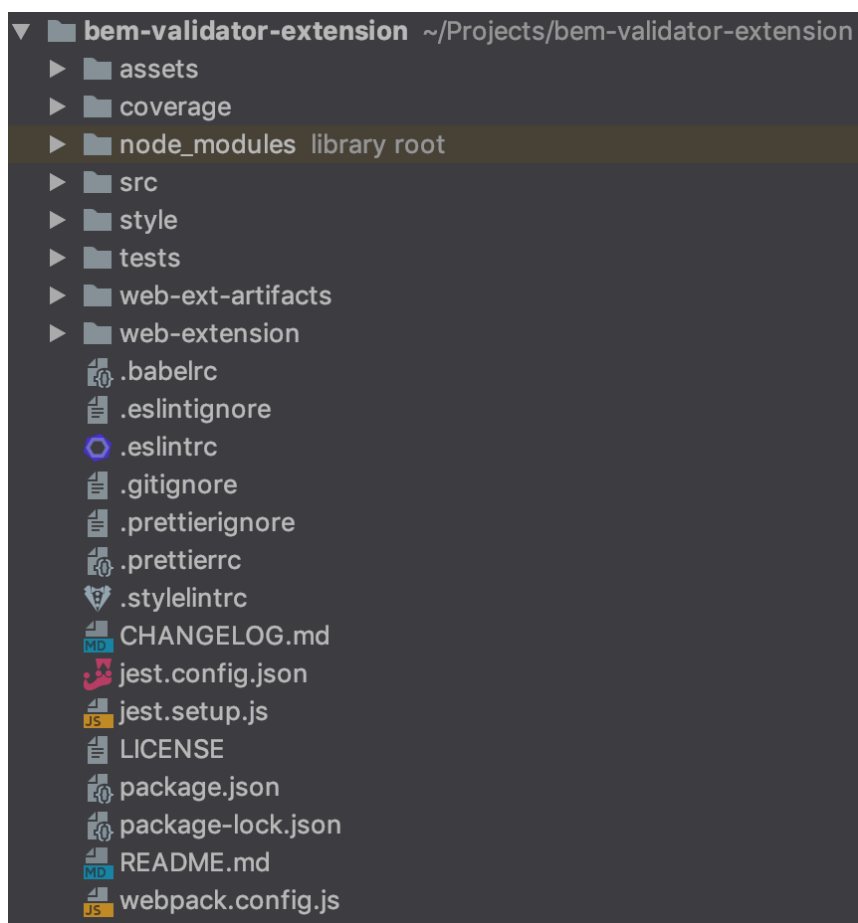 bem-validator-extension ~/Projects/bem-validator-extension
assets
coverage
node_modules library root
src
style
tests
web-ext-artifacts
web-extension
.babelrc
.eslintignore
.eslintrc
.gitignore
.prettierignore
.prettierrc
.stylelintrc
CHANGELOG.md
jest.config.json
jest.setup.js
LICENSE
package.json
package-lock.json
README.md
webpack.config.js